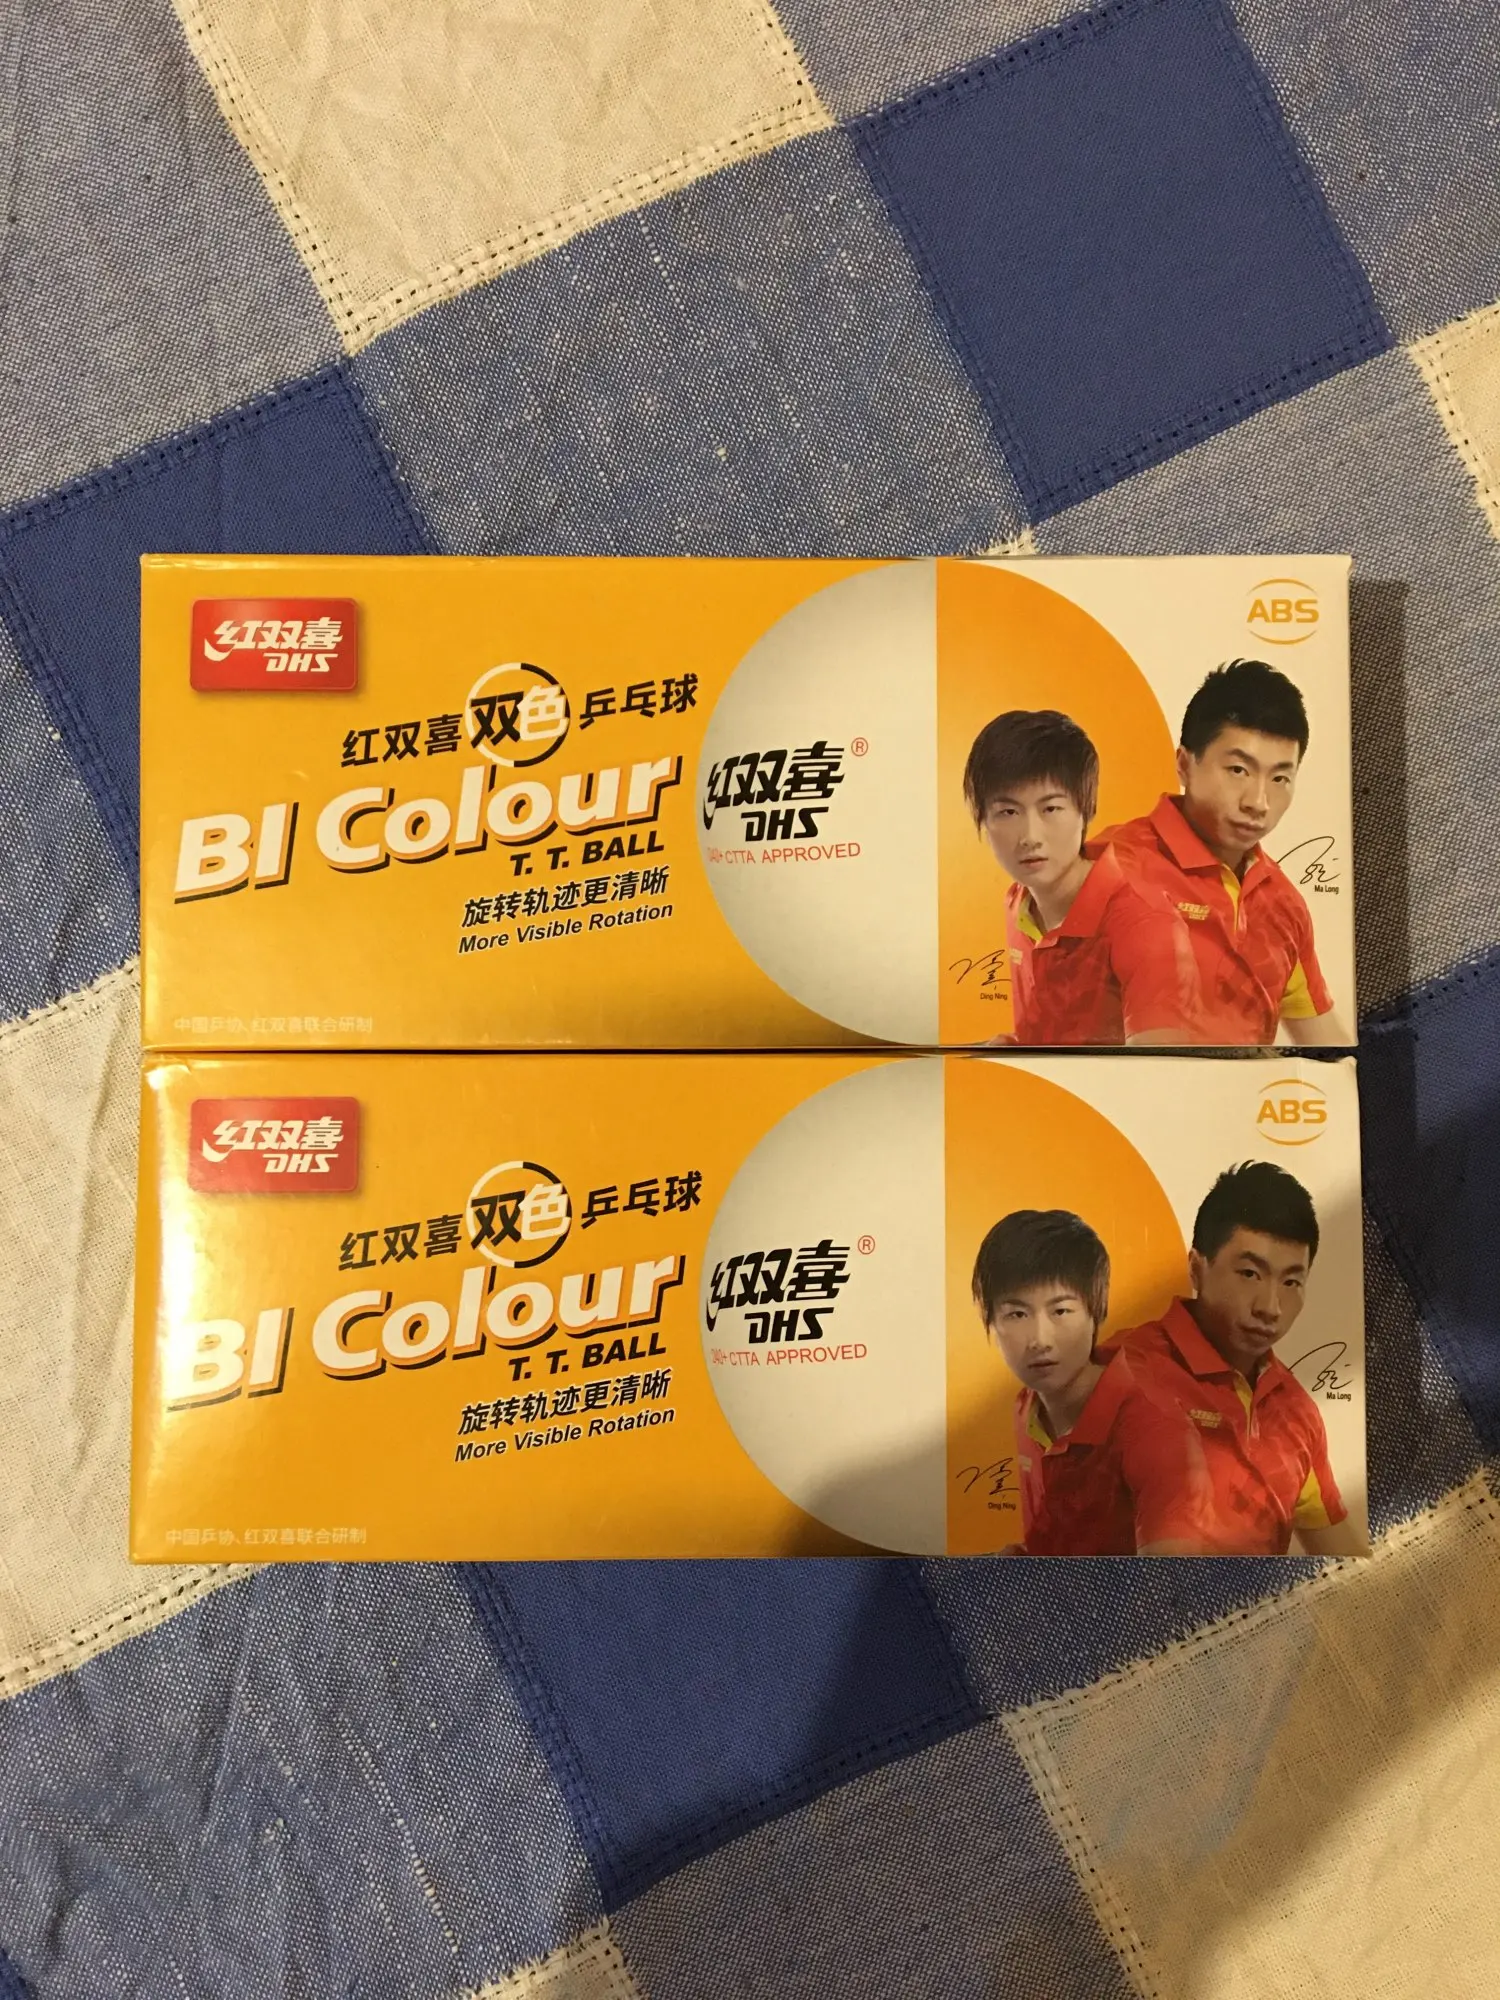 红双喜
DHS
ABS
红双喜双色乒乓球
BI Colour
T. T. BALL
旋转轨迹更清晰
More Visible Rotation
红双喜®
DHS
D40+ CTTA APPROVED
Ma Long
Ding Ning
中国乒协、红双喜联合研制
红双喜
DHS
ABS
红双喜双色乒乓球
BI Colour
T. T. BALL
旋转轨迹更清晰
More Visible Rotation
红双喜®
DHS
D40+ CTTA APPROVED
Ma Long
Ding Ning
中国乒协、红双喜联合研制